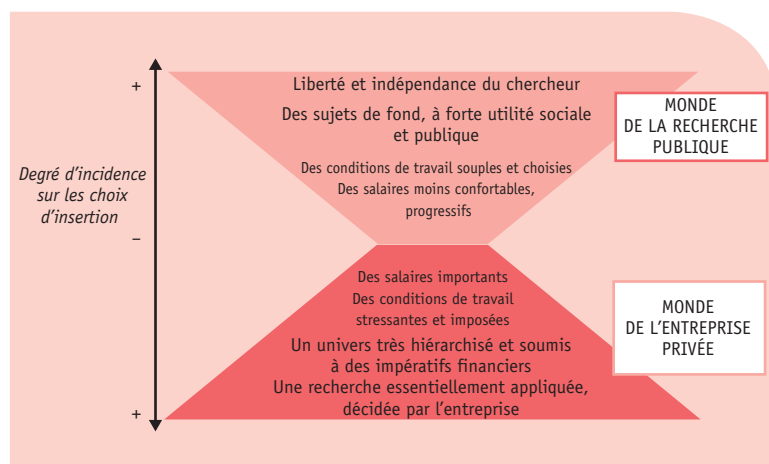 +
Degré d'incidence
sur les choix
d'insertion
–
+
Liberté et indépendance du chercheur
Des sujets de fond, à forte utilité sociale
et publique
Des conditions de travail souples et choisies
Des salaires moins confortables,
progressifs
MONDE
DE LA RECHERCHE
PUBLIQUE
Des salaires importants
Des conditions de travail
stressantes et imposées
Un univers très hiérarchisé et soumis
à des impératifs financiers
Une recherche essentiellement appliquée,
décidée par l'entreprise
MONDE
DE L'ENTREPRISE
PRIVÉE